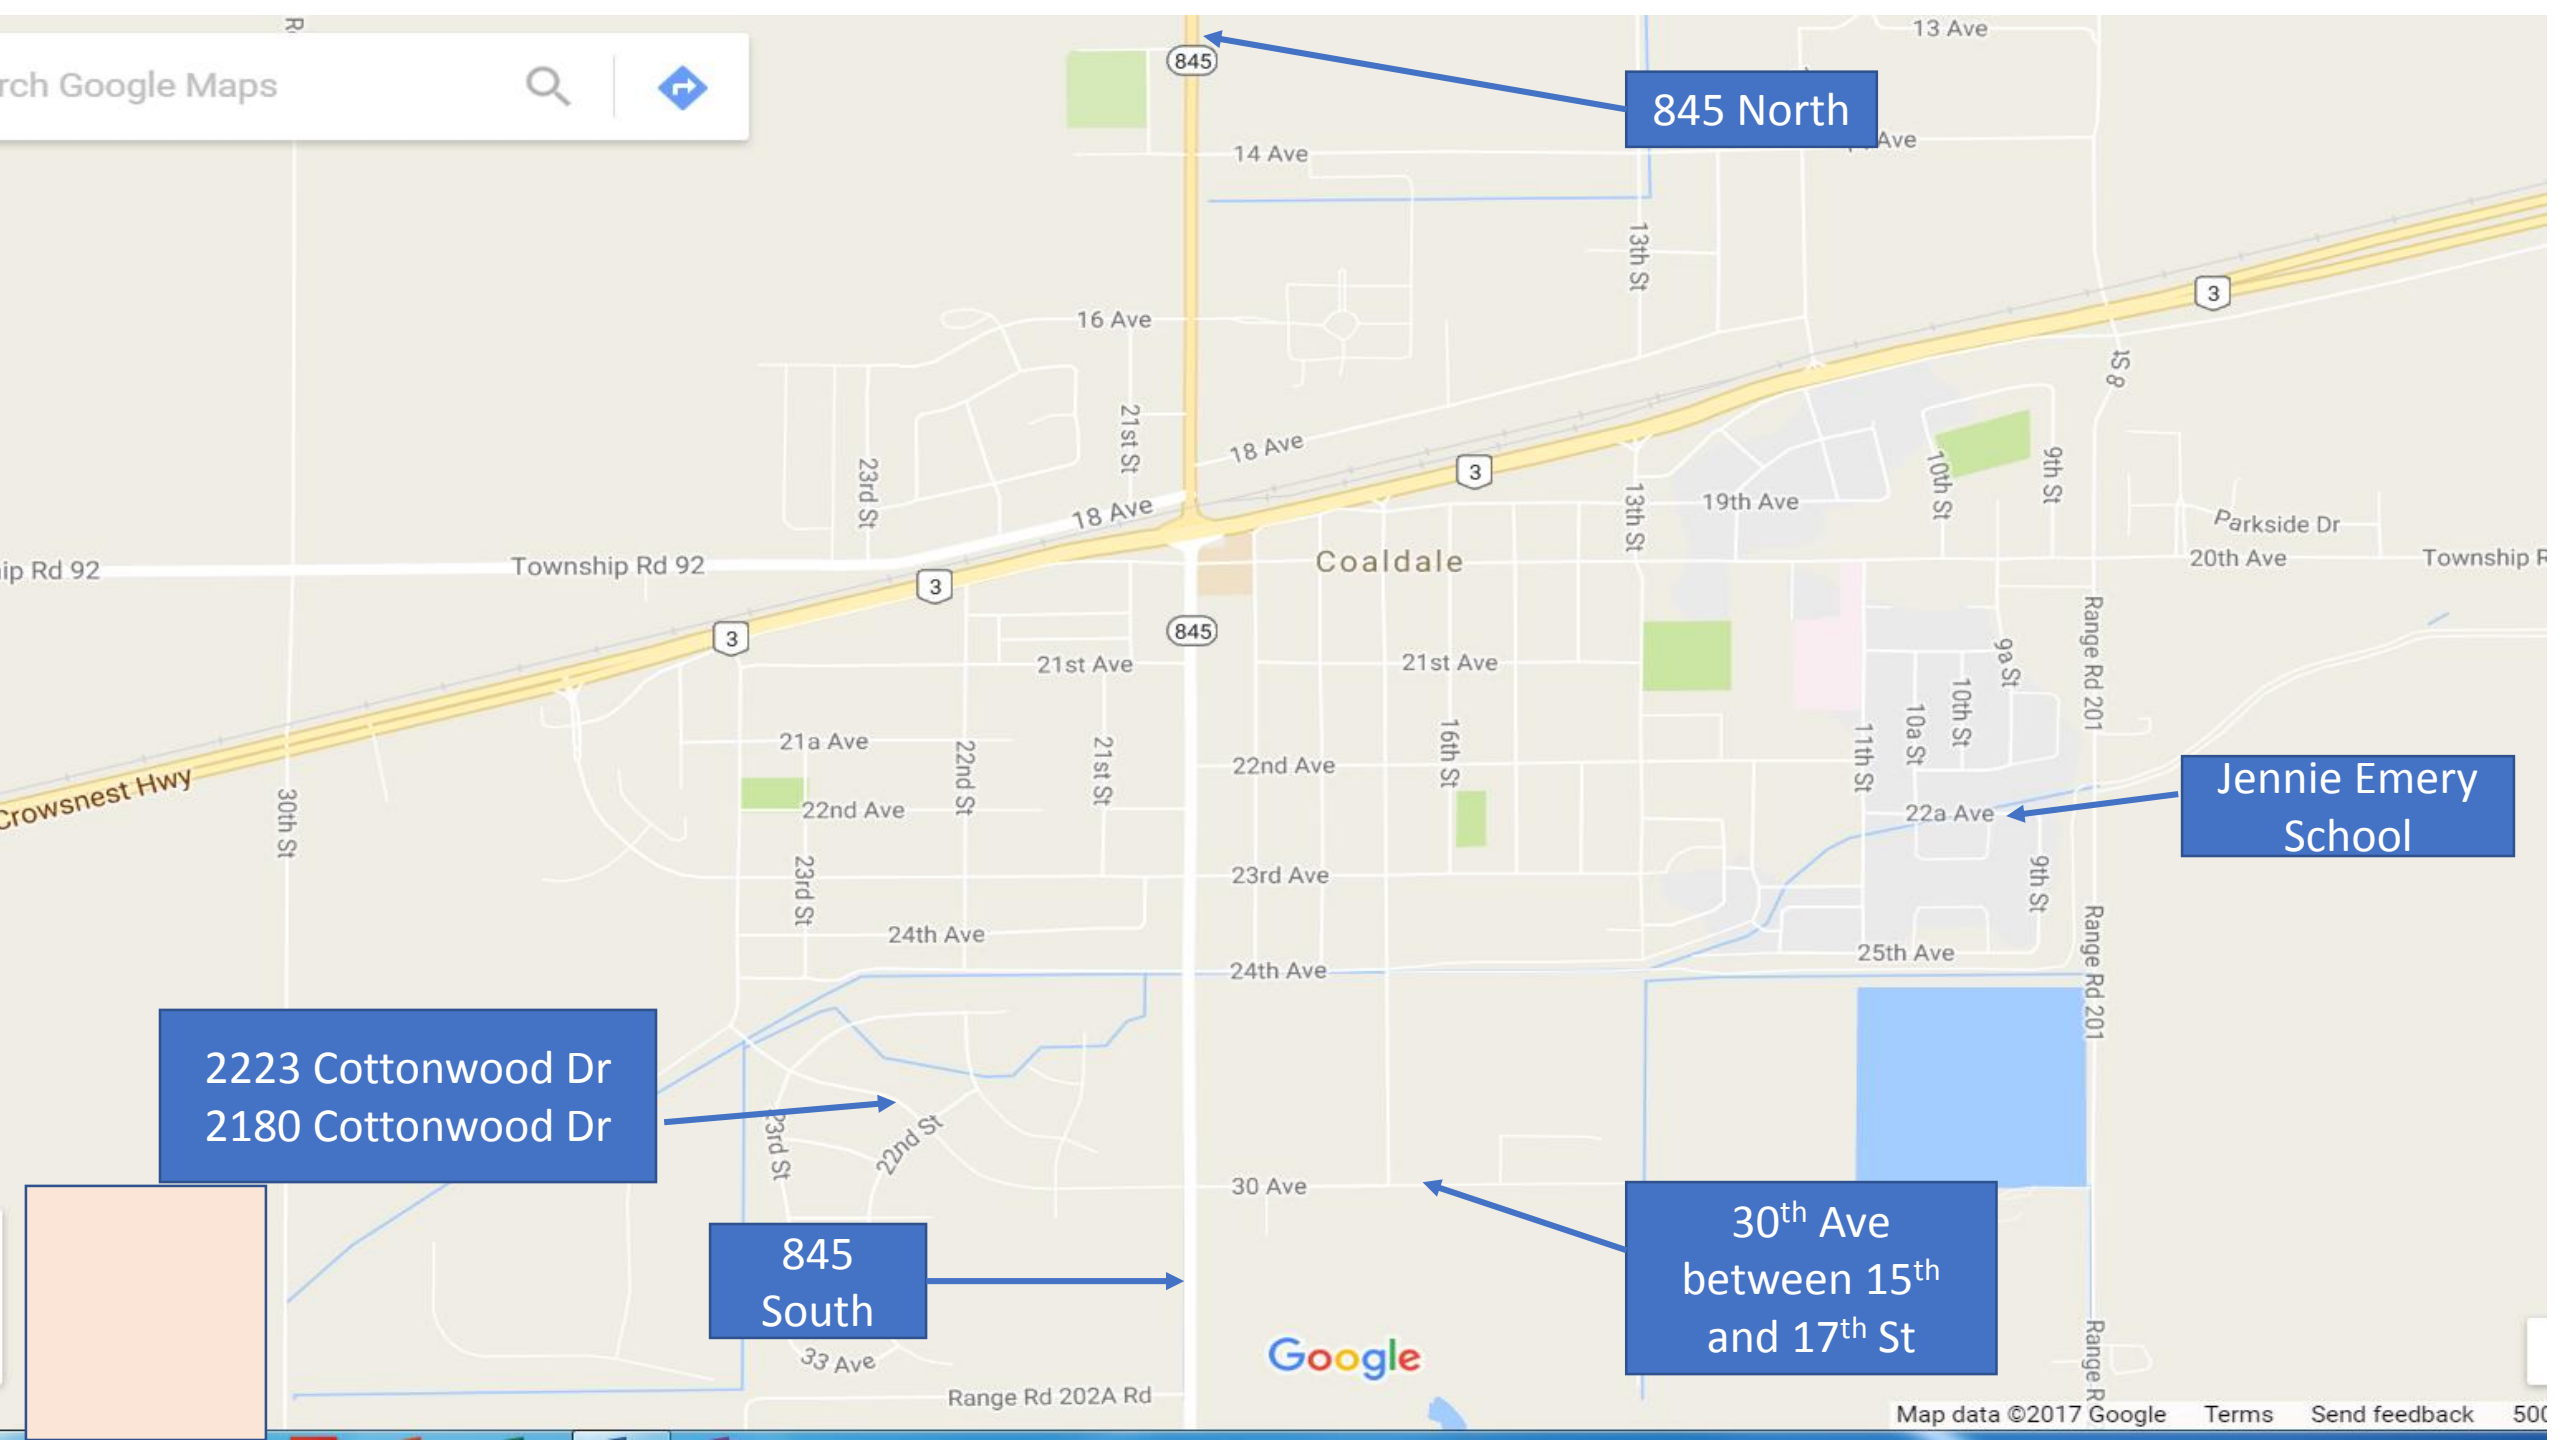 13 Ave
rch Google Maps
845
845 North
14 Ave
Ave
13th St
3
16 Ave
8 St
21st St
18 Ave
3
9th St
10th St
23rd St
13th St
19th Ave
18 Ave
Parkside Dr
Coaldale
ip Rd 92
Township Rd 92
20th Ave
Township R
3
3
845
21st Ave
21st Ave
9a St
Range Rd 201
10th St
10a St
11th St
16th St
21a Ave
22nd St
21st St
22nd Ave
Crowsnest Hwy
30th St
22nd Ave
22a Ave
Jennie Emery
School
23rd St
23rd Ave
9th St
24th Ave
25th Ave
24th Ave
Range Rd 201
2223 Cottonwood Dr
2180 Cottonwood Dr
23rd St
22nd St
30 Ave
30th Ave
between 15th
and 17th St
845
South
33 Ave
Google
Range R
Range Rd 202A Rd
Map data ©2017 Google Terms Send feedback 500